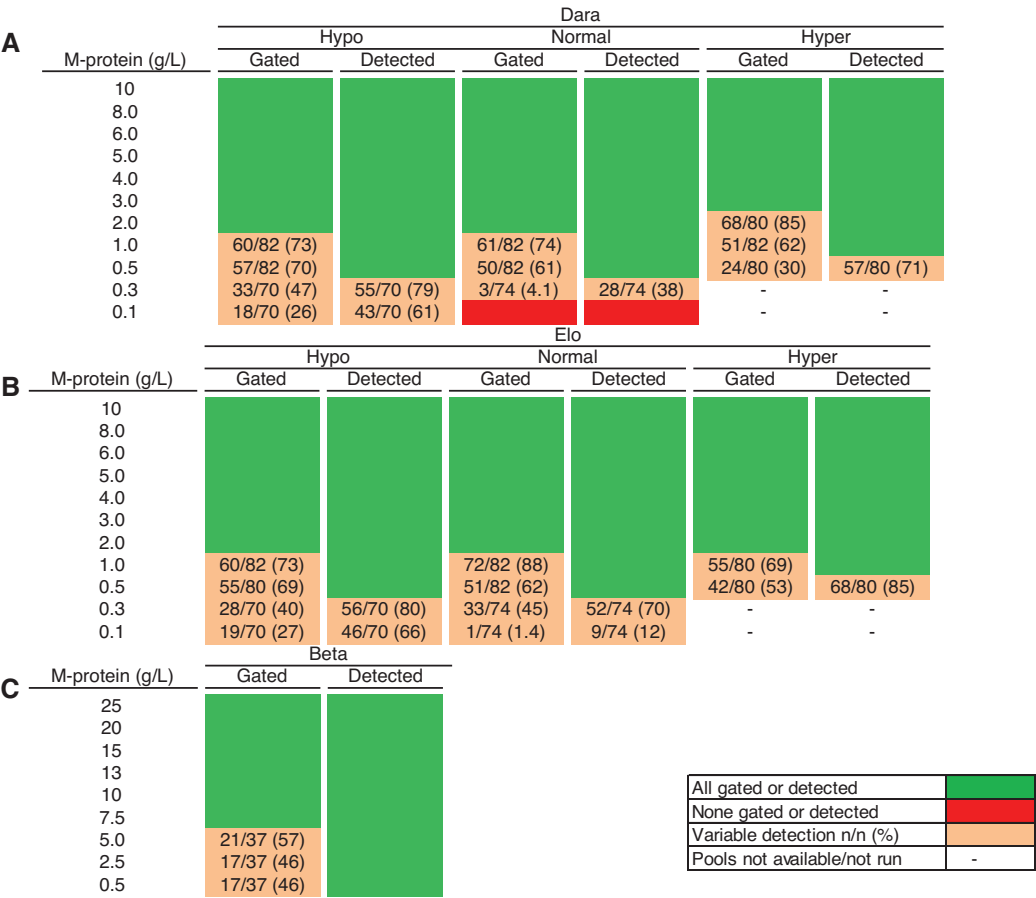 Dara
A
Hypo Normal Hyper
M-protein (g/L) Gated Detected Gated Detected Gated Detected
10
8.0
6.0
5.0
4.0
3.0
2.0 68/80 (85)
1.0 60/82 (73) 61/82 (74) 51/82 (62)
0.5 57/82 (70) 50/82 (61) 24/80 (30) 57/80 (71)
0.3 33/70 (47) 55/70 (79) 3/74 (4.1) 28/74 (38) - -
0.1 18/70 (26) 43/70 (61) - -
Elo
B
Hypo Normal Hyper
M-protein (g/L) Gated Detected Gated Detected Gated Detected
10
8.0
6.0
5.0
4.0
3.0
2.0
1.0 60/82 (73) 72/82 (88) 55/80 (69)
0.5 55/80 (69) 51/82 (62) 42/80 (53) 68/80 (85)
0.3 28/70 (40) 56/70 (80) 33/74 (45) 52/74 (70) - -
0.1 19/70 (27) 46/70 (66) 1/74 (1.4) 9/74 (12) - -
Beta
C
M-protein (g/L) Gated Detected
25
20
15
13
10
7.5
5.0 21/37 (57)
2.5 17/37 (46)
0.5 17/37 (46)
All gated or detected
None gated or detected
Variable detection n/n (%)
Pools not available/not run -